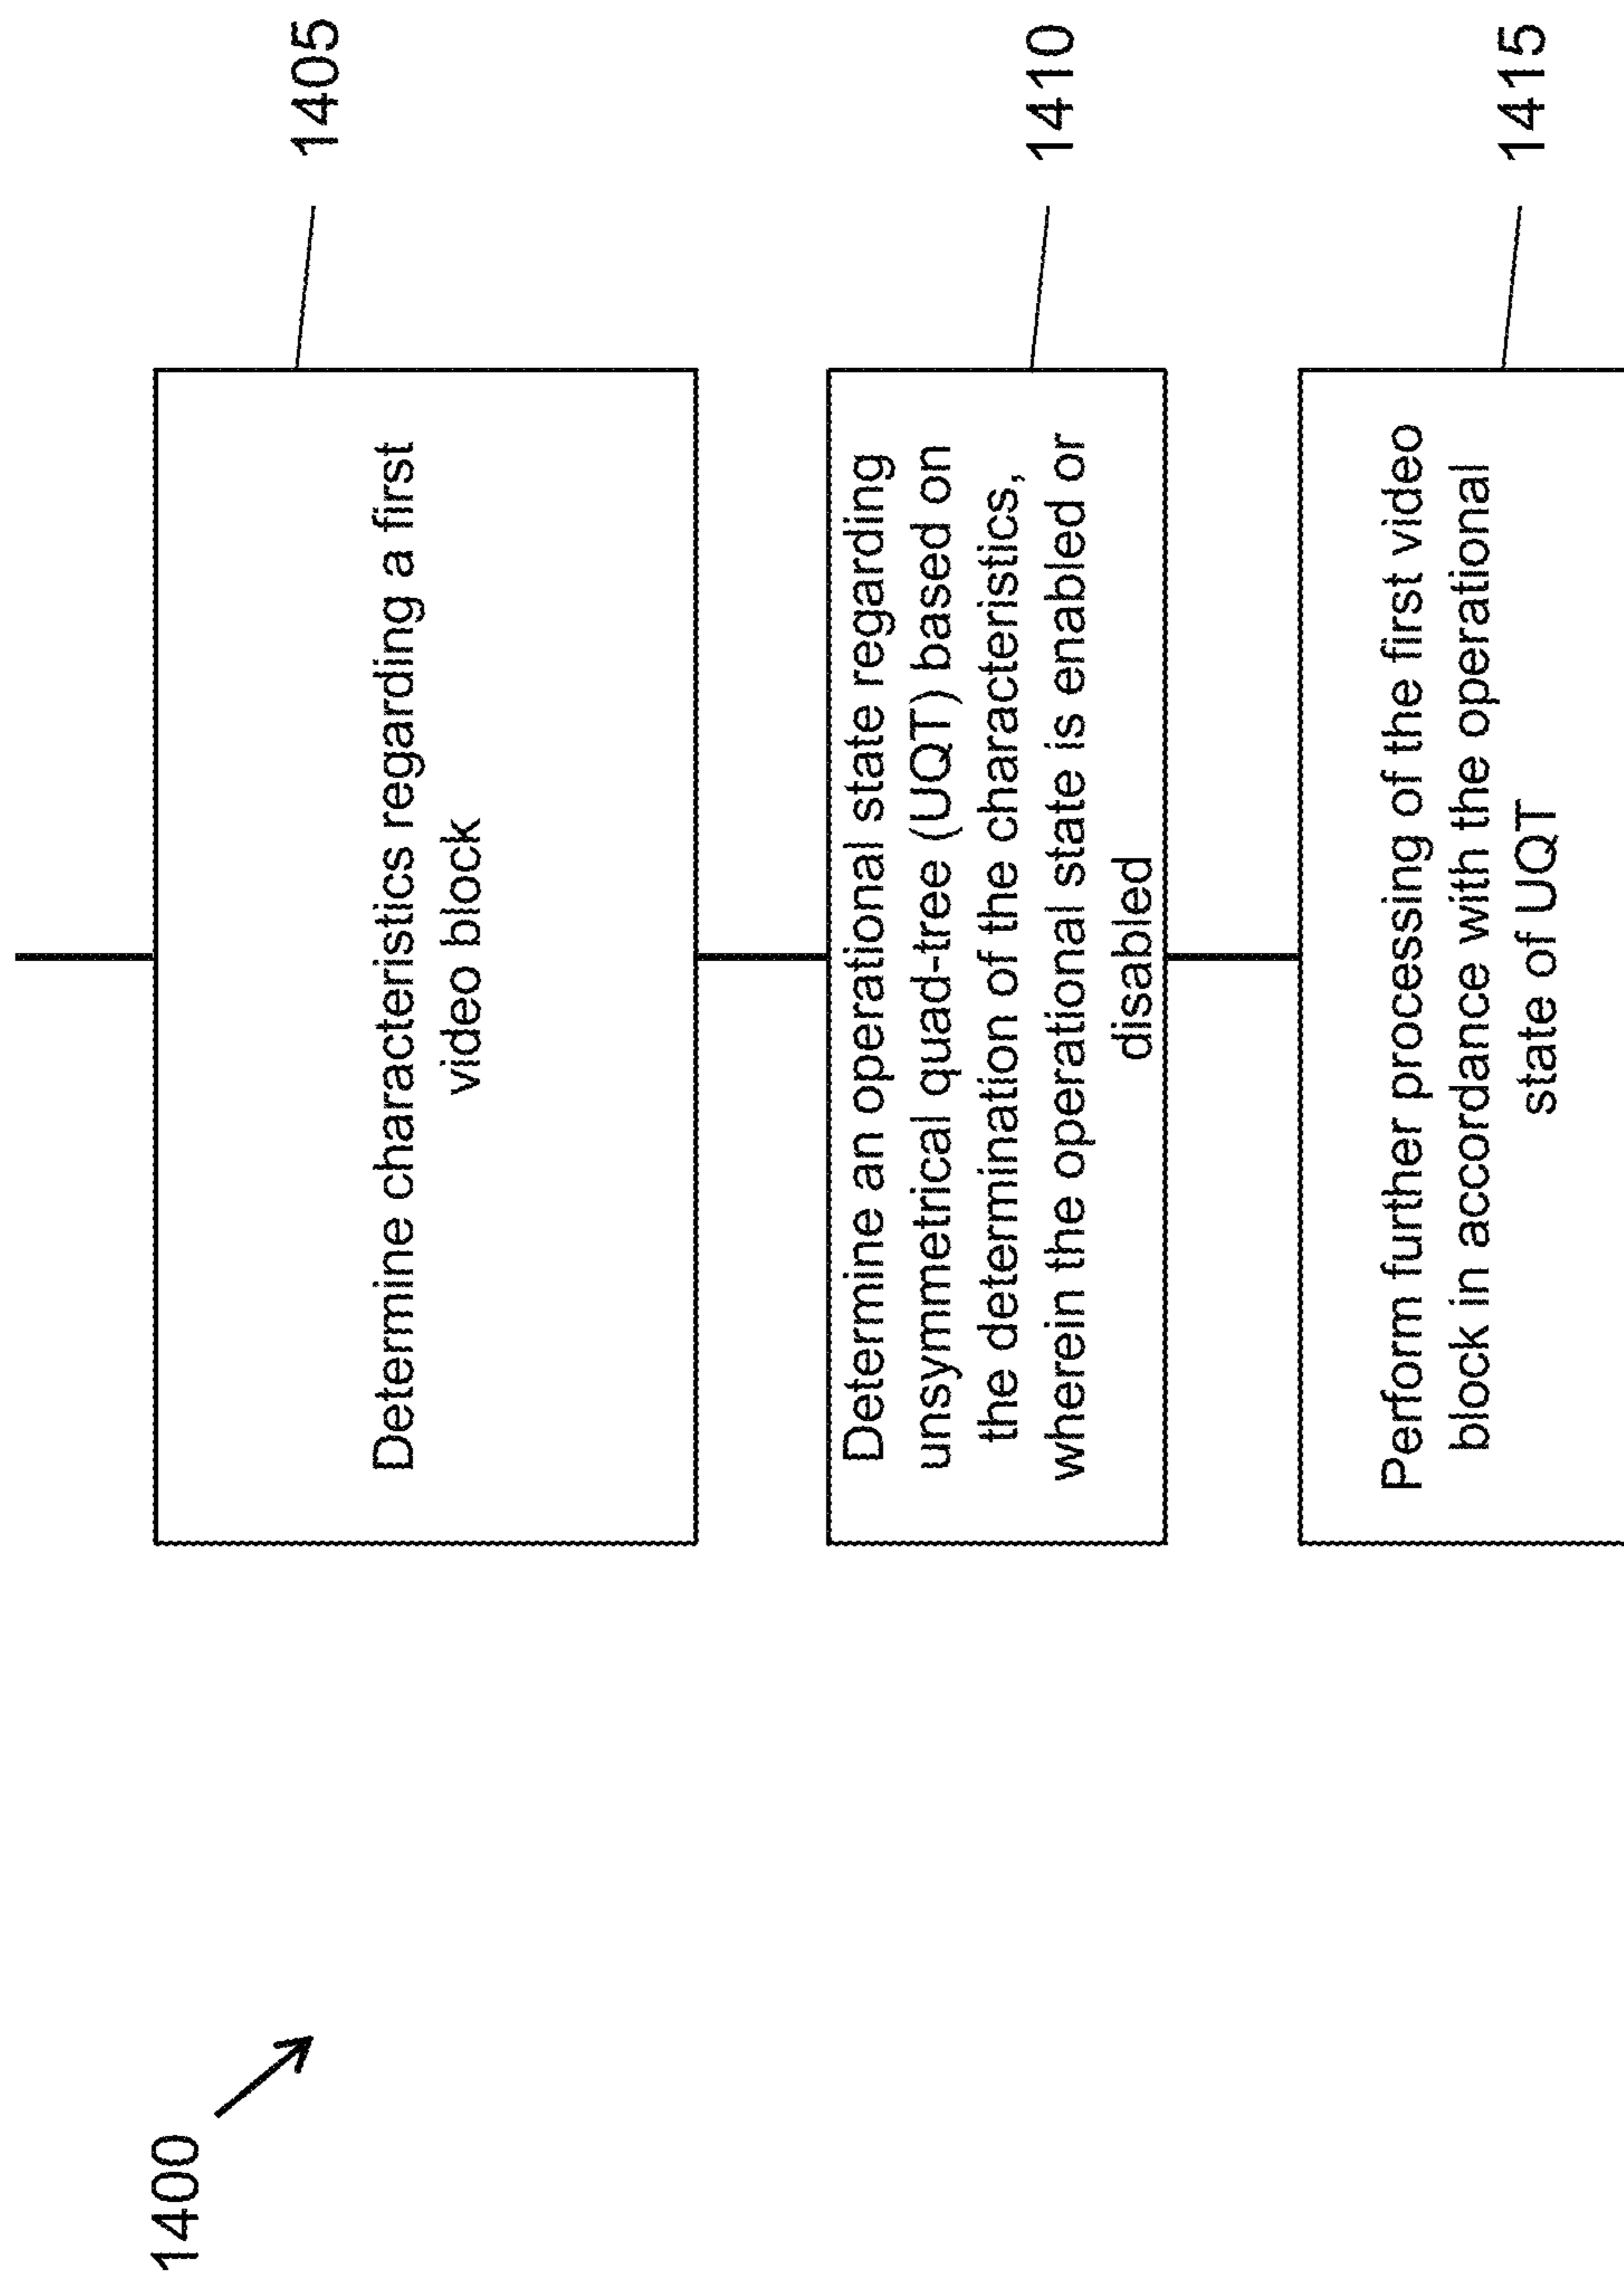 1400
Determine characteristics regarding a first
video block
1405
Determine an operational state regarding
unsymmetrical quad-tree (UQT) based on
the determination of the characteristics,
wherein the operational state is enabled or
disabled
1410
Perform further processing of the first video
block in accordance with the operational
state of UQT
1415